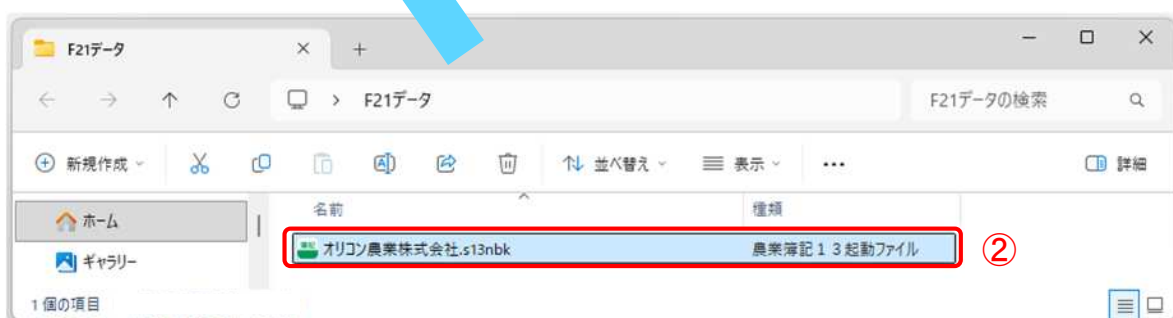 F21データ
F21データ
F21データの検索
新規作成
並べ替え
表示
詳細
ホーム
名前
種類
ギャラリー
オリコン農業株式会社.s13nbk
農業簿記13起動ファイル
②
1個の項目